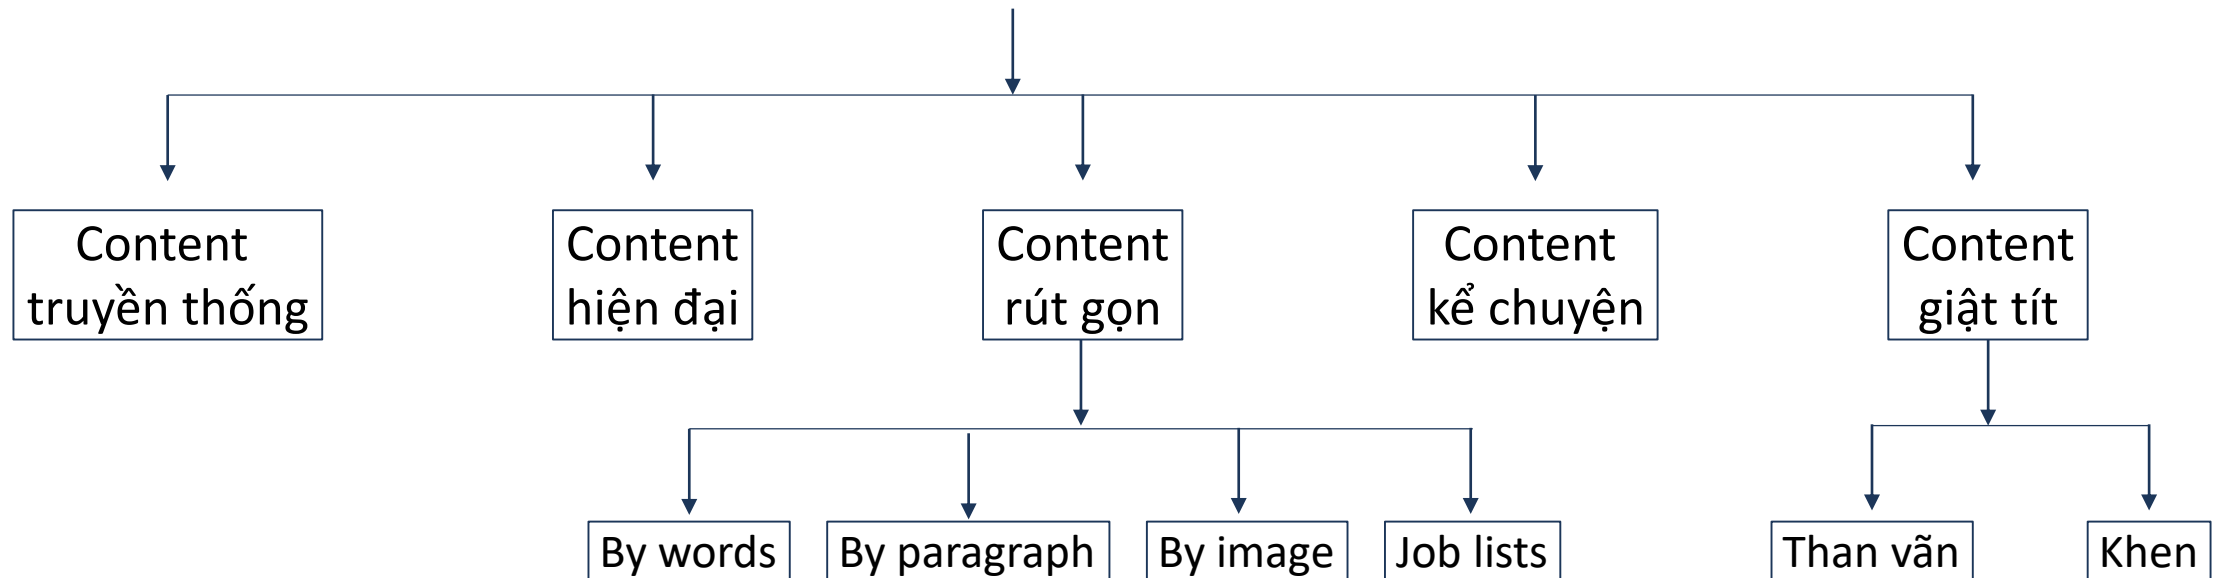 Content
truyền thống
Content
hiện đại
Content
rút gọn
Content
kể chuyện
Content
giật tít
By words
By paragraph
By image
Job lists
Than vãn
Khen